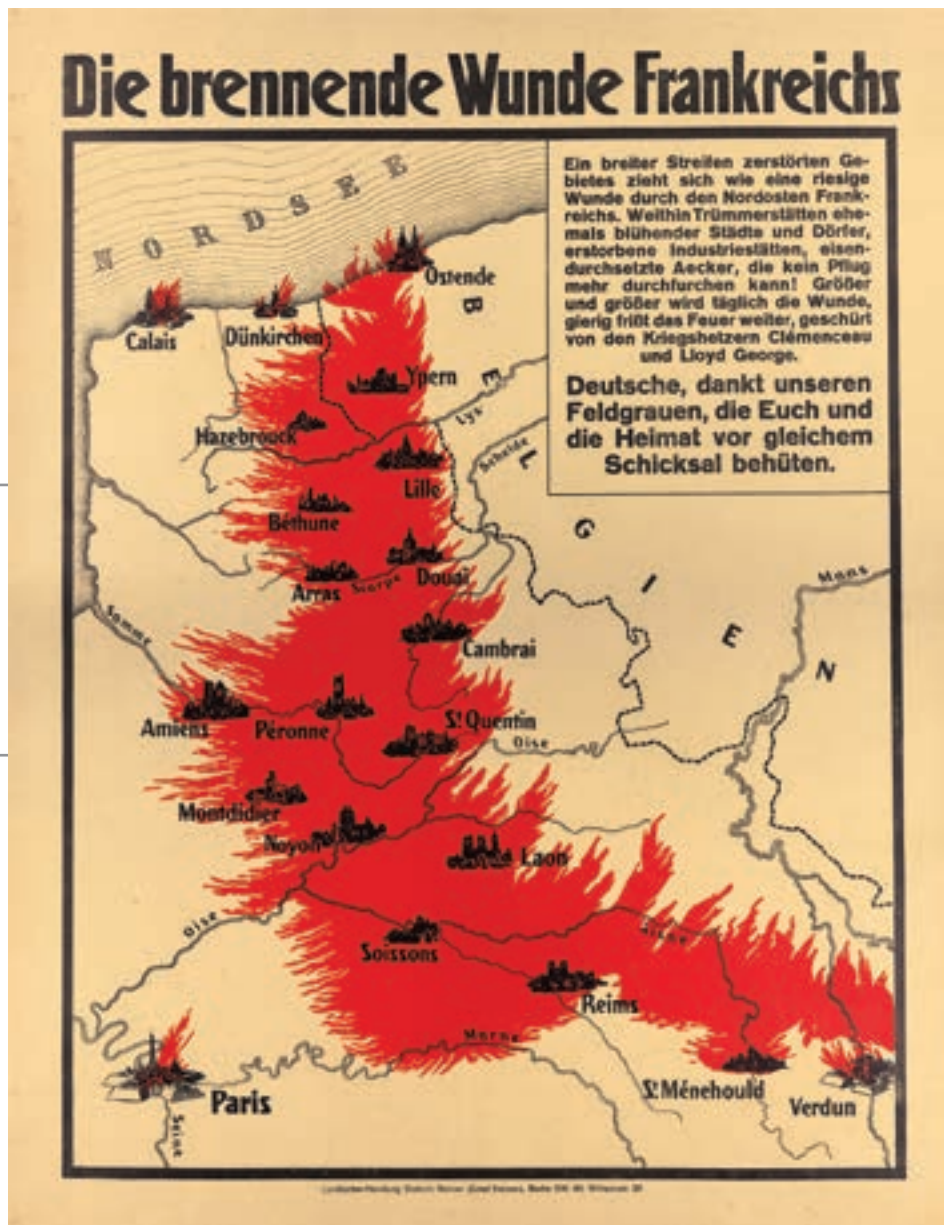 Die brennende Wunde Frankreichs
Ein breiter Streifen zerstörten Ge-
bietes zieht sich wie eine riesige
Wunde durch den Nordosten Frank-
reichs. Weithin Trümmerstätten ehe-
mals blühender Städte und Dörfer,
erstorbene Industriestätten, eisen-
durchsetzte Aecker, die kein Pflug
mehr durchfurchen kann! Größer
und größer wird täglich die Wunde,
gierig frißt das Feuer weiter, geschürt
von den Kriegshetzern Clémenceau
und Lloyd George.
Deutsche, dankt unseren
Feldgrauen, die Euch und
die Heimat vor gleichem
Schicksal behüten.
NORDSEE
Ostende
Calais
Dünkirchen
BELGIEN
Ypern
Lys
Hazebrouck
Schelde
Lille
Béthune
Douai
Arras
Scarpe
Maas
Somme
Cambrai
Amiens
Péronne
St. Quentin
Oise
Montdidier
Noyon
Laon
Oise
Aisne
Soissons
Reims
Marne
St. Ménehould
Verdun
Paris
Seine